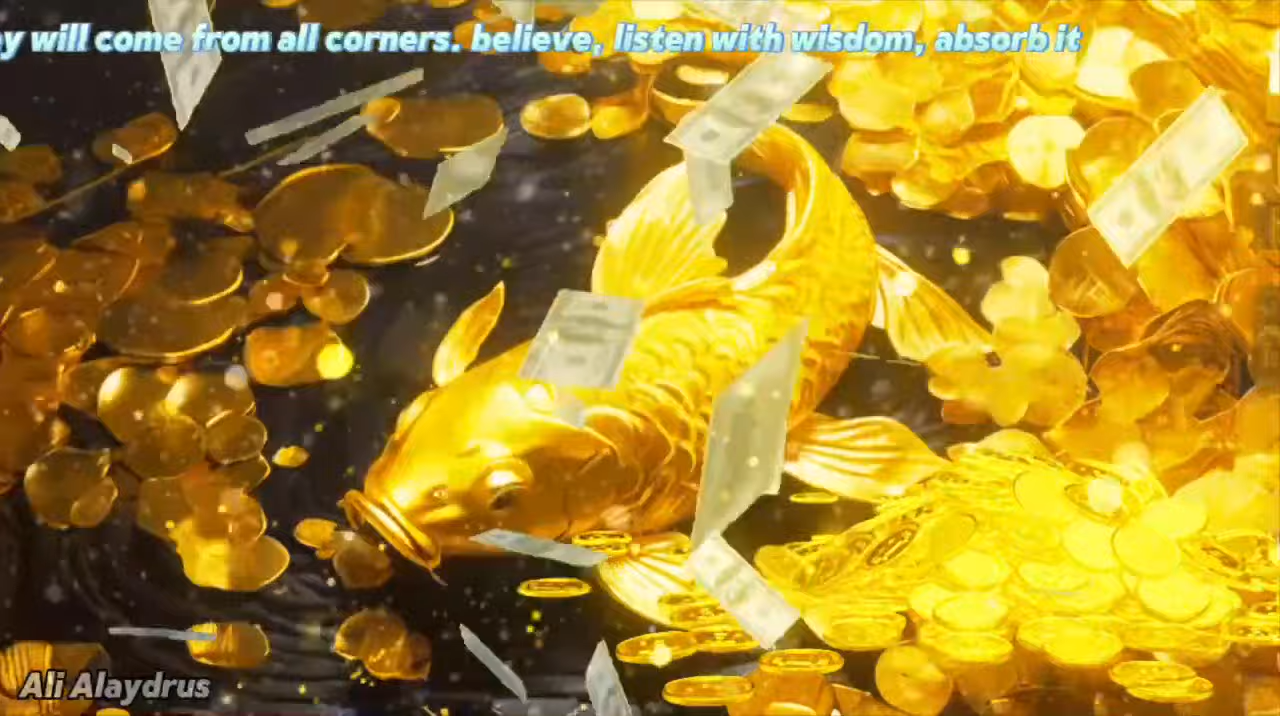 y will come from all corners. believe, listen with wisdom, absorb it
Ali Alaydrus